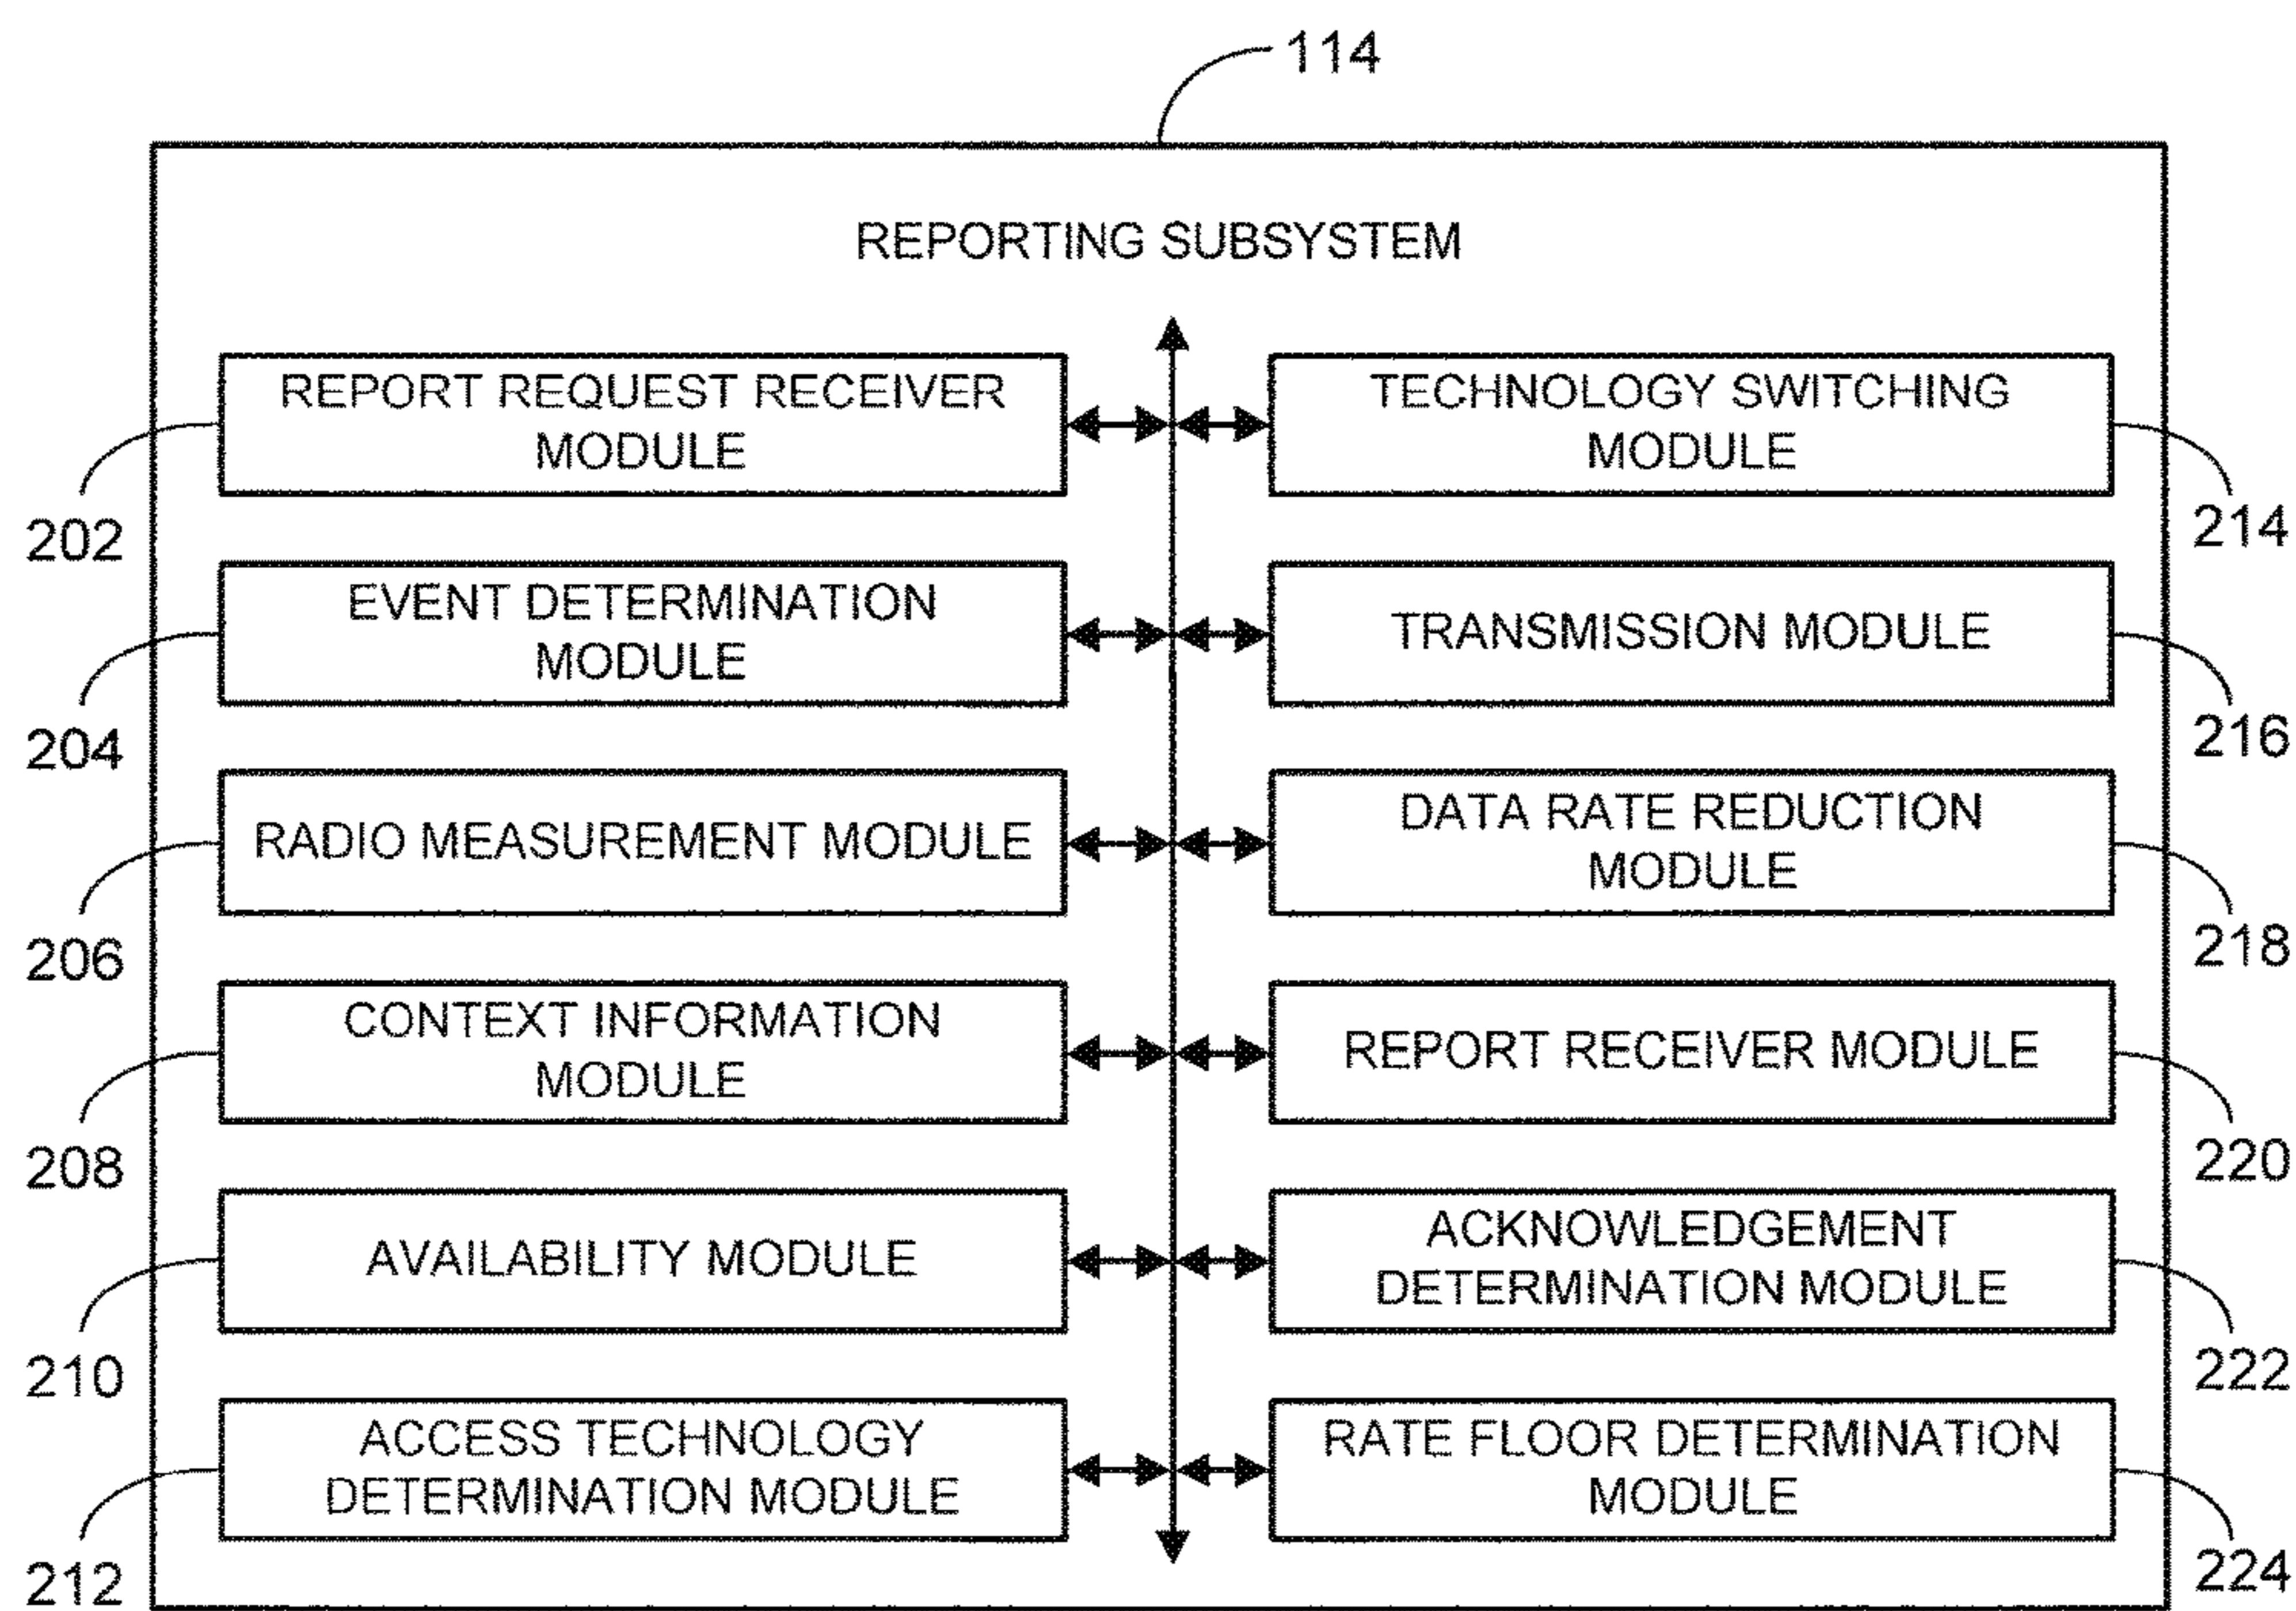 114
REPORTING SUBSYSTEM
REPORT REQUEST RECEIVER
MODULE
202
EVENT DETERMINATION
MODULE
204
RADIO MEASUREMENT MODULE
206
CONTEXT INFORMATION
MODULE
208
AVAILABILITY MODULE
210
ACCESS TECHNOLOGY
DETERMINATION MODULE
212
TECHNOLOGY SWITCHING
MODULE
214
TRANSMISSION MODULE
216
DATA RATE REDUCTION
MODULE
218
REPORT RECEIVER MODULE
220
ACKNOWLEDGEMENT
DETERMINATION MODULE
222
RATE FLOOR DETERMINATION
MODULE
224